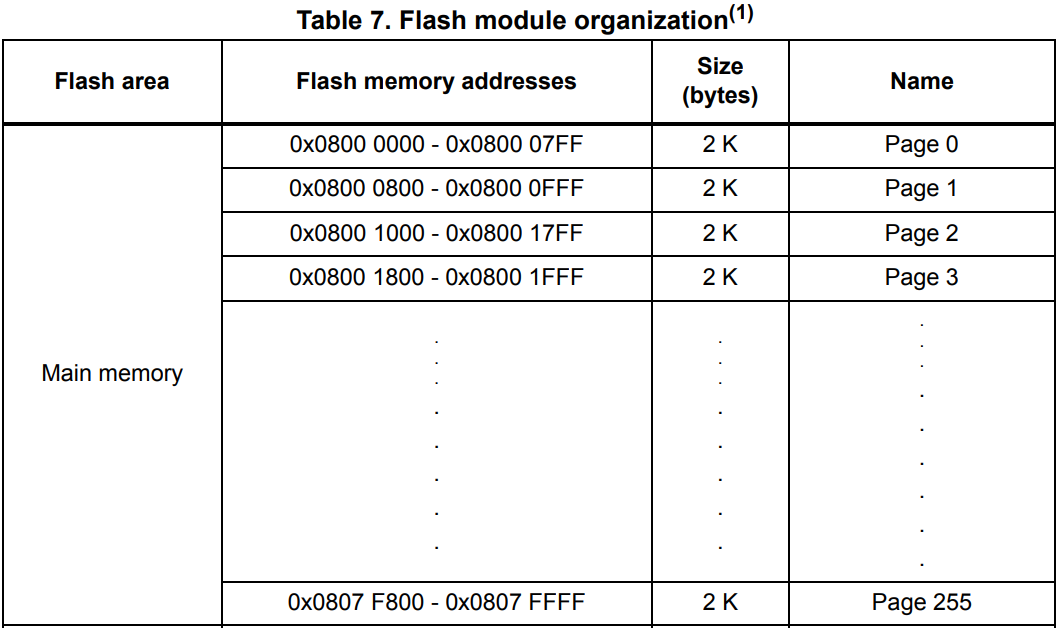 Table 7. Flash module organization(1)
Flash area Flash memory addresses Size (bytes) Name
Main memory
0x0800 0000 - 0x0800 07FF 2 K Page 0
0x0800 0800 - 0x0800 0FFF 2 K Page 1
0x0800 1000 - 0x0800 17FF 2 K Page 2
0x0800 1800 - 0x0800 1FFF 2 K Page 3
. . .
. . .
. . .
. . .
. . .
. . .
. . .
. . .
.
0x0807 F800 - 0x0807 FFFF 2 K Page 255